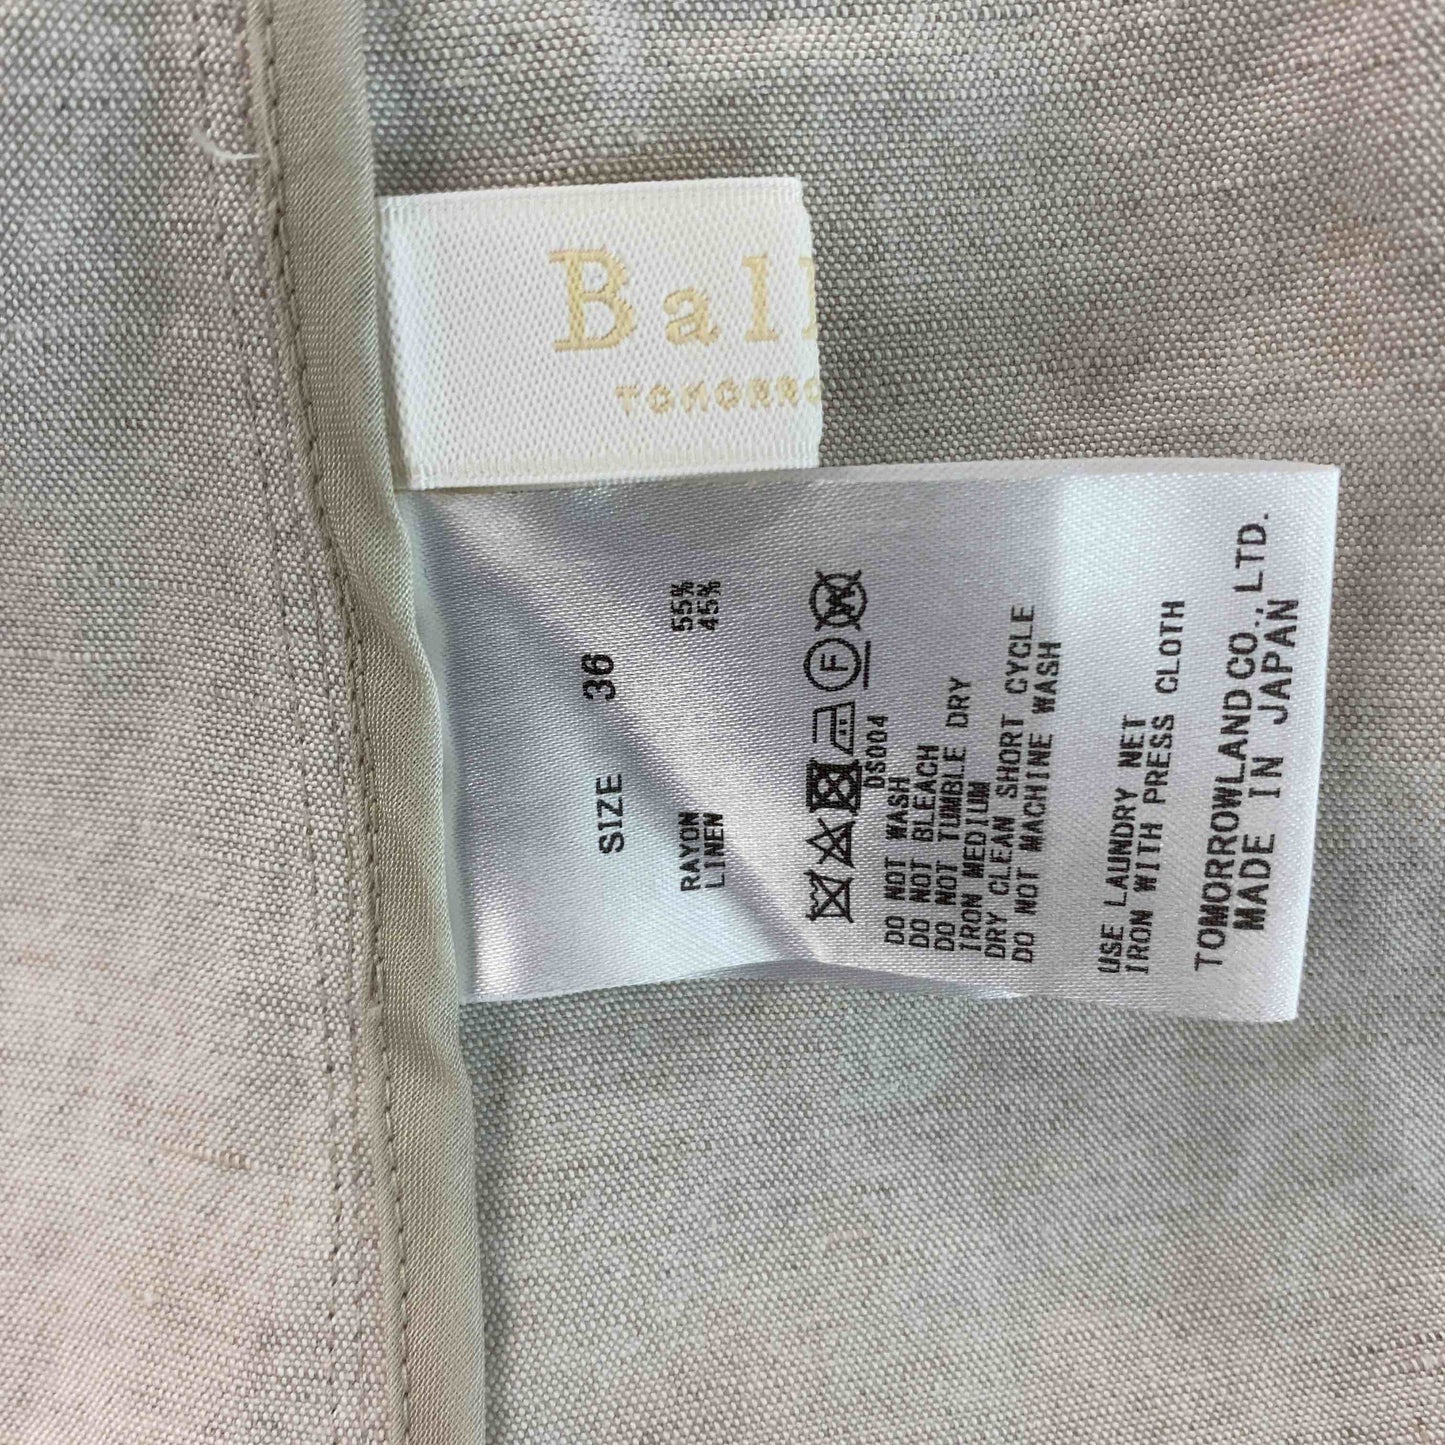 Bal
TOMORRO
SIZE 36
RAYON 55%
LINEN 45%
F W
DS004
DO NOT WASH
DO NOT BLEACH
DO NOT TUMBLE DRY
IRON MEDIUM
DRY CLEAN SHORT CYCLE
DO NOT MACHINE WASH
USE LAUNDRY NET
IRON WITH PRESS CLOTH
TOMORROWLAND CO., LTD.
MADE IN JAPAN